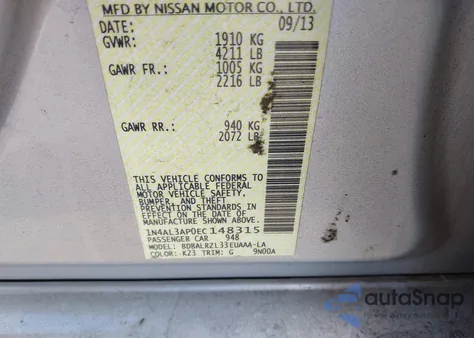 MFD BY NISSAN MOTOR CO., LTD.
DATE: 09/13
GVWR: 1910 KG
4211 LB
GAWR FR.: 1005 KG
2216 LB
GAWR RR.: 940 KG
2072 LB
THIS VEHICLE CONFORMS TO
ALL APPLICABLE FEDERAL
MOTOR VEHICLE SAFETY,
BUMPER, AND THEFT
PREVENTION STANDARDS IN
EFFECT ON THE DATE OF
MANUFACTURE SHOWN ABOVE.
1N4AL3AP0EC148315
PASSENGER CAR 948
MODEL: BDBALRZL33EUAAA-LA
COLOR: K23 TRIM: G 9N00A
autoSnap